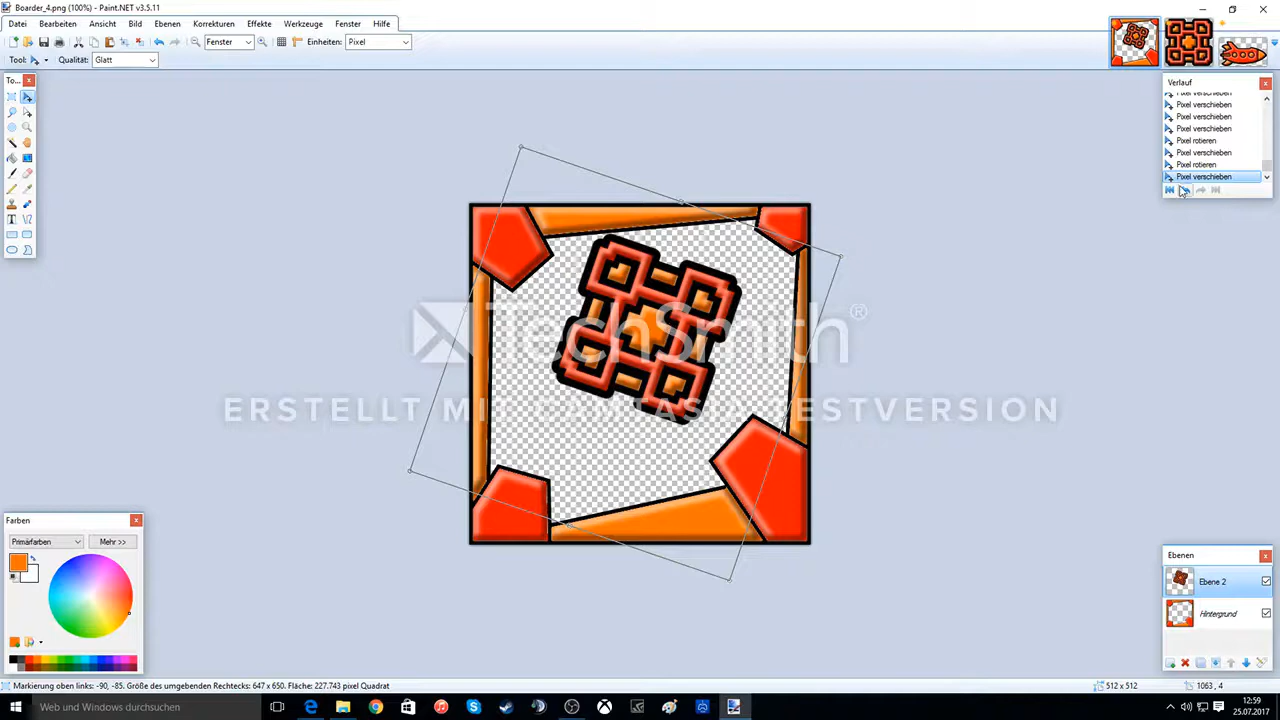 Boarder_4.png (100%) - Paint.NET v3.5.11
Datei Bearbeiten Ansicht Bild Ebenen Korrekturen Effekte Werkzeuge Fenster Hilfe
Fenster Einheiten: Pixel
Tool: Qualität: Glatt
To...
Verlauf
Pixel verschieben
Pixel verschieben
Pixel verschieben
Pixel verschieben
Pixel rotieren
Pixel verschieben
Pixel rotieren
Pixel verschieben
TechSmith®
ERSTELLT MIT CAMTASIA TESTVERSION
Farben
Primärfarben Mehr >>
Ebenen
Ebene 2
Hintergrund
Markierung oben links: -90, -85. Größe des umgebenden Rechtecks: 647 x 650. Fläche: 227.743 pixel Quadrat
512 x 512
1063, 4
Web und Windows durchsuchen
12:59
25.07.2017